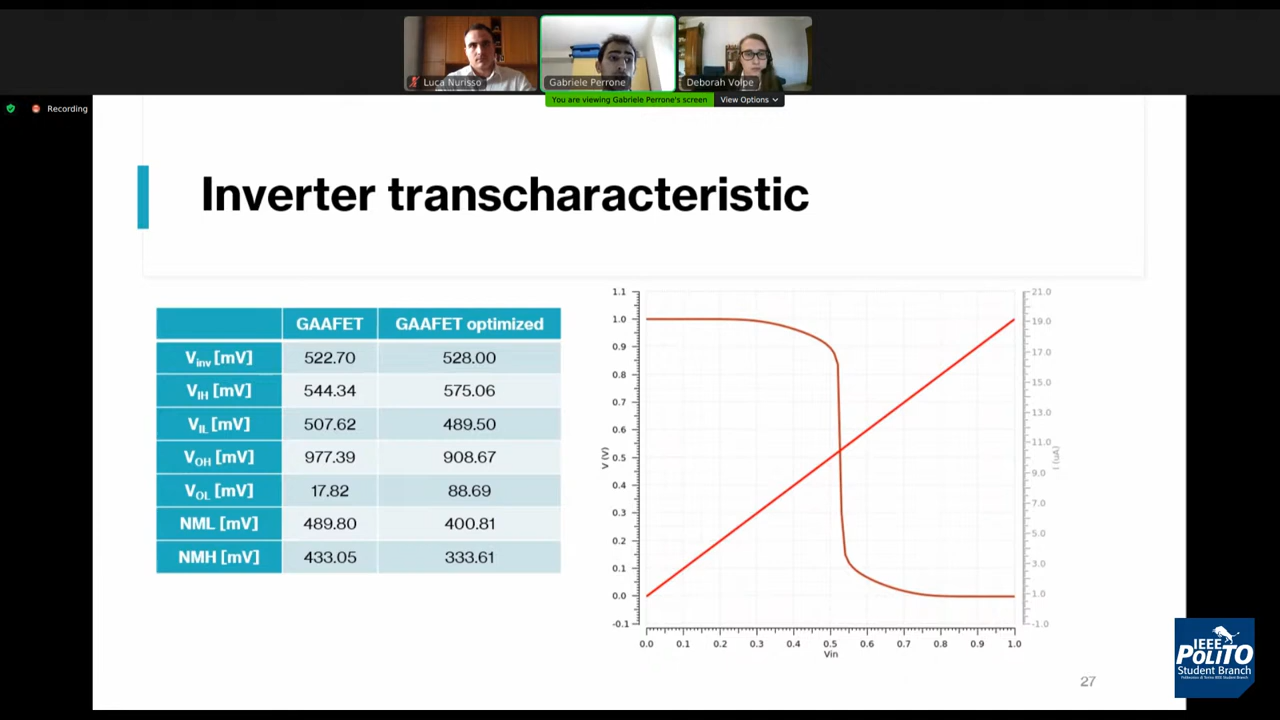 Luca Nurisso
Gabriele Perrone
Deborah Volpe
You are viewing Gabriele Perrone's screen
View Options
Recording
Inverter transcharacteristic
GAAFET GAAFET optimized
Vinv [mV] 522.70 528.00
VIH [mV] 544.34 575.06
VIL [mV] 507.62 489.50
VOH [mV] 977.39 908.67
VOL [mV] 17.82 88.69
NML [mV] 489.80 400.81
NMH [mV] 433.05 333.61
1.1
1.0
0.9
0.8
0.7
0.6
0.5
0.4
0.3
0.2
0.1
0.0
-0.1
V (V)
21.0
19.0
17.0
15.0
13.0
11.0
9.0
7.0
5.0
3.0
1.0
-1.0
I (uA)
0.0 0.1 0.2 0.3 0.4 0.5 0.6 0.7 0.8 0.9 1.0
Vin
27
IEEE
POLITO
Student Branch
Politecnico di Torino IEEE Student Branch